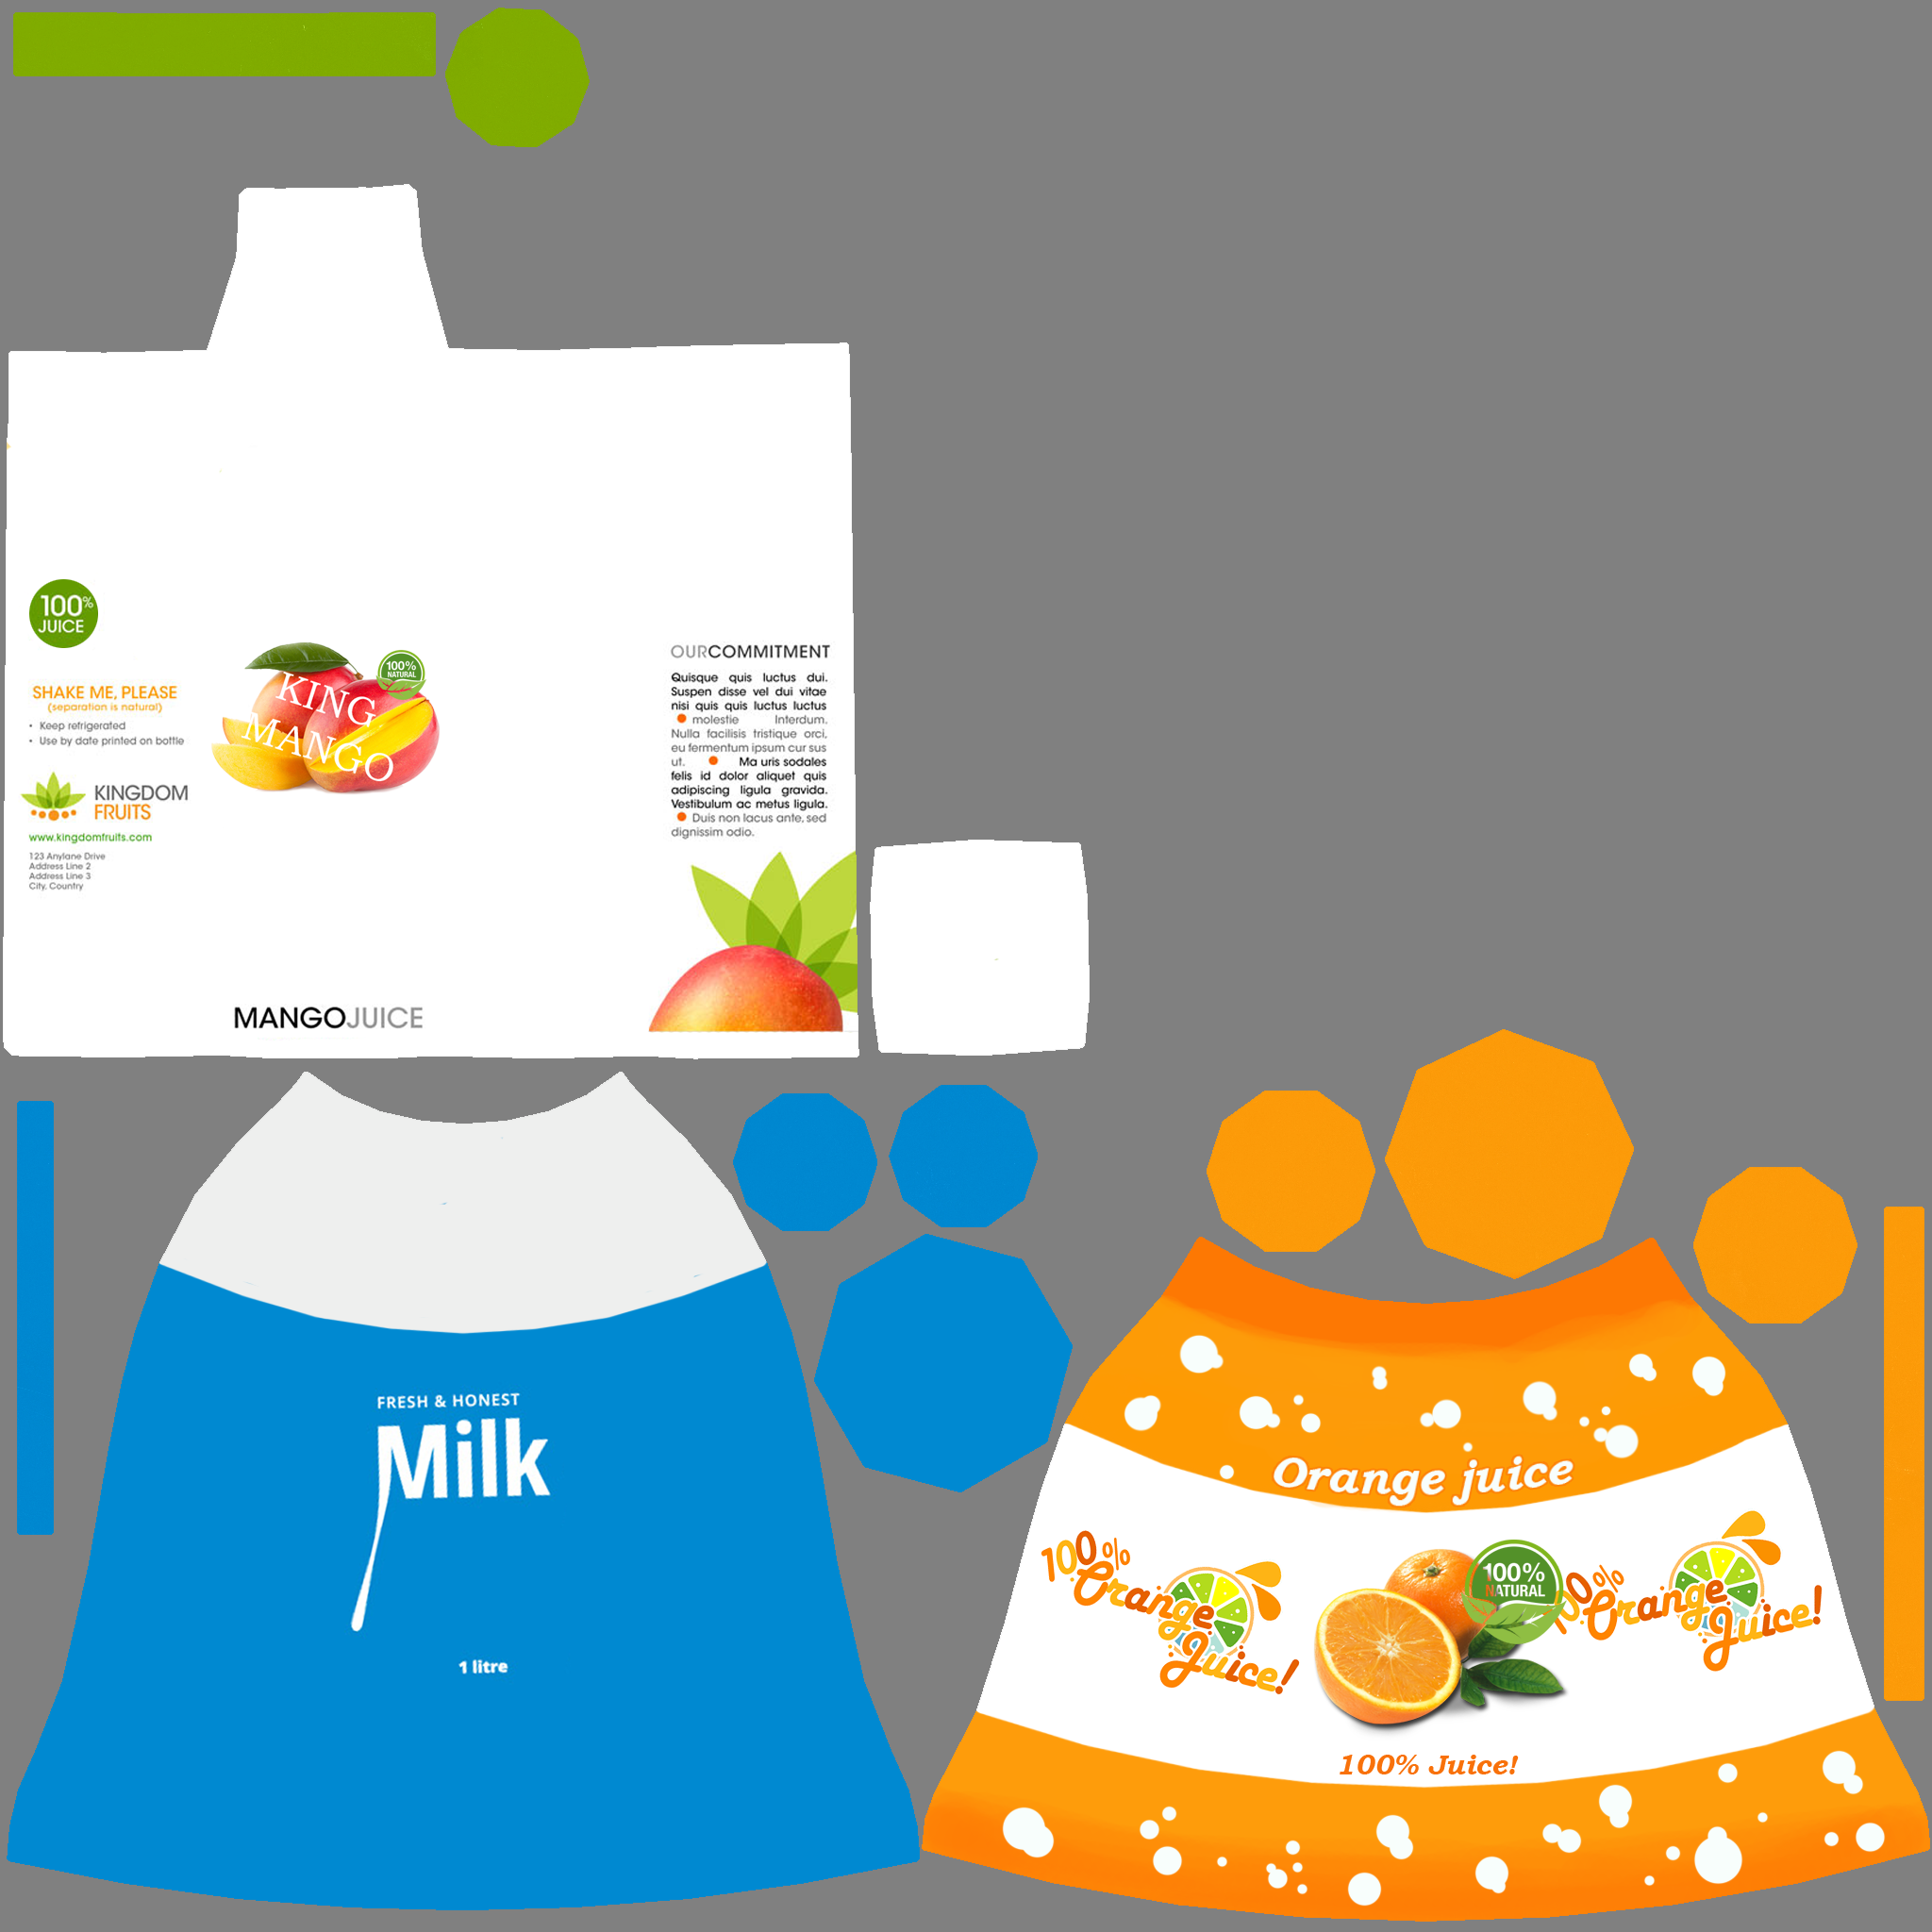 100%
JUICE
SHAKE ME, PLEASE
(separation is natural)
• Keep refrigerated
• Use by date printed on bottle
KINGDOM
FRUITS
www.kingdomfruits.com
123 Anylane Drive
Address Line 2
Address Line 3
City, Country
100%
NATURAL
KING
MANGO
MANGOJUICE
OURCOMMITMENT
Quisque quis luctus dui.
Suspen disse vel dui vitae
nisi quis quis luctus luctus
molestie Interdum.
Nulla facilisis tristique orci,
eu fermentum ipsum cur sus
ut. Ma uris sodales
felis id dolor aliquet quis
adipiscing ligula gravida.
Vestibulum ac metus ligula.
Duis non lacus ante, sed
dignissim odio.
FRESH & HONEST
Milk
1 litre
Orange juice
100%
Orange
Juice!
100%
NATURAL
0%
Orange
Juice!
100% Juice!